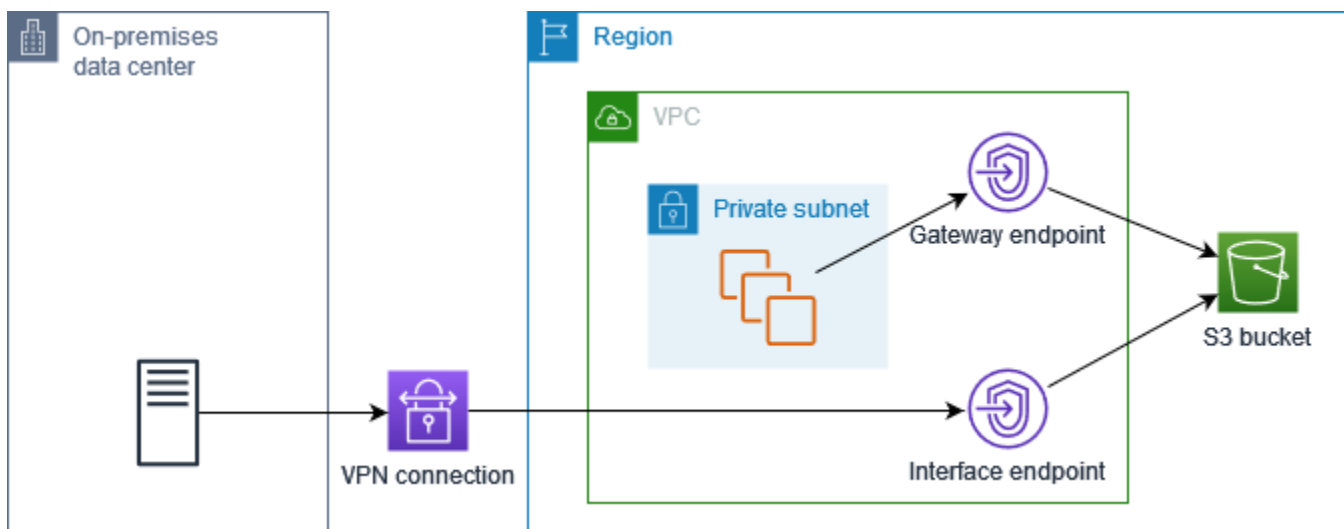 On-premises
data center
Region
VPC
Private subnet
Gateway endpoint
S3 bucket
VPN connection
Interface endpoint